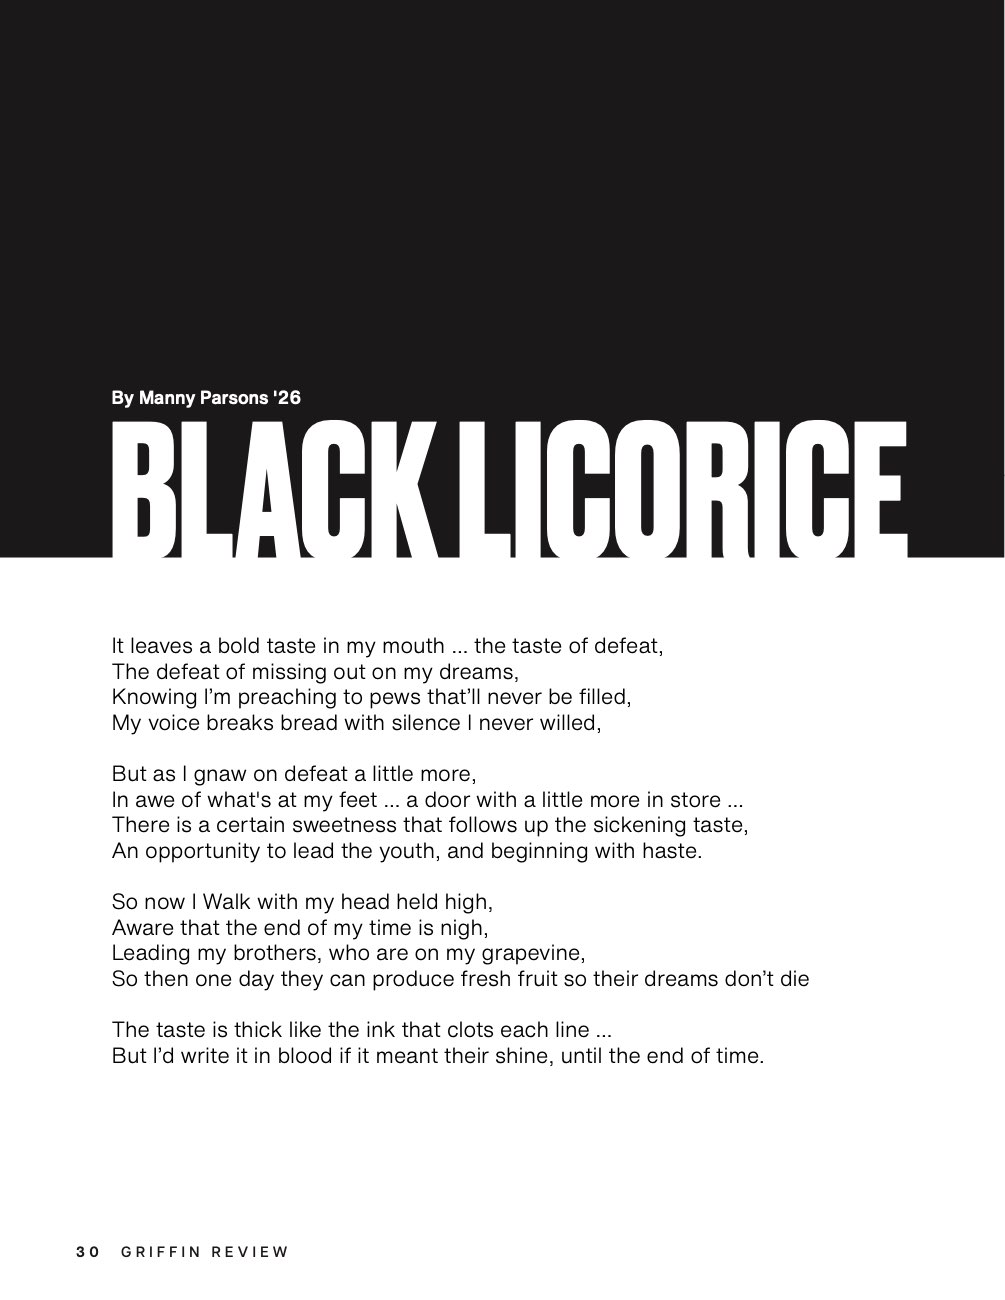 By Manny Parsons '26
BLACK LICORICE
It leaves a bold taste in my mouth ... the taste of defeat,
The defeat of missing out on my dreams,
Knowing I’m preaching to pews that’ll never be filled,
My voice breaks bread with silence I never willed,
But as I gnaw on defeat a little more,
In awe of what's at my feet ... a door with a little more in store ...
There is a certain sweetness that follows up the sickening taste,
An opportunity to lead the youth, and beginning with haste.
So now I Walk with my head held high,
Aware that the end of my time is nigh,
Leading my brothers, who are on my grapevine,
So then one day they can produce fresh fruit so their dreams don’t die
The taste is thick like the ink that clots each line ...
But I’d write it in blood if it meant their shine, until the end of time.
30 GRIFFIN REVIEW